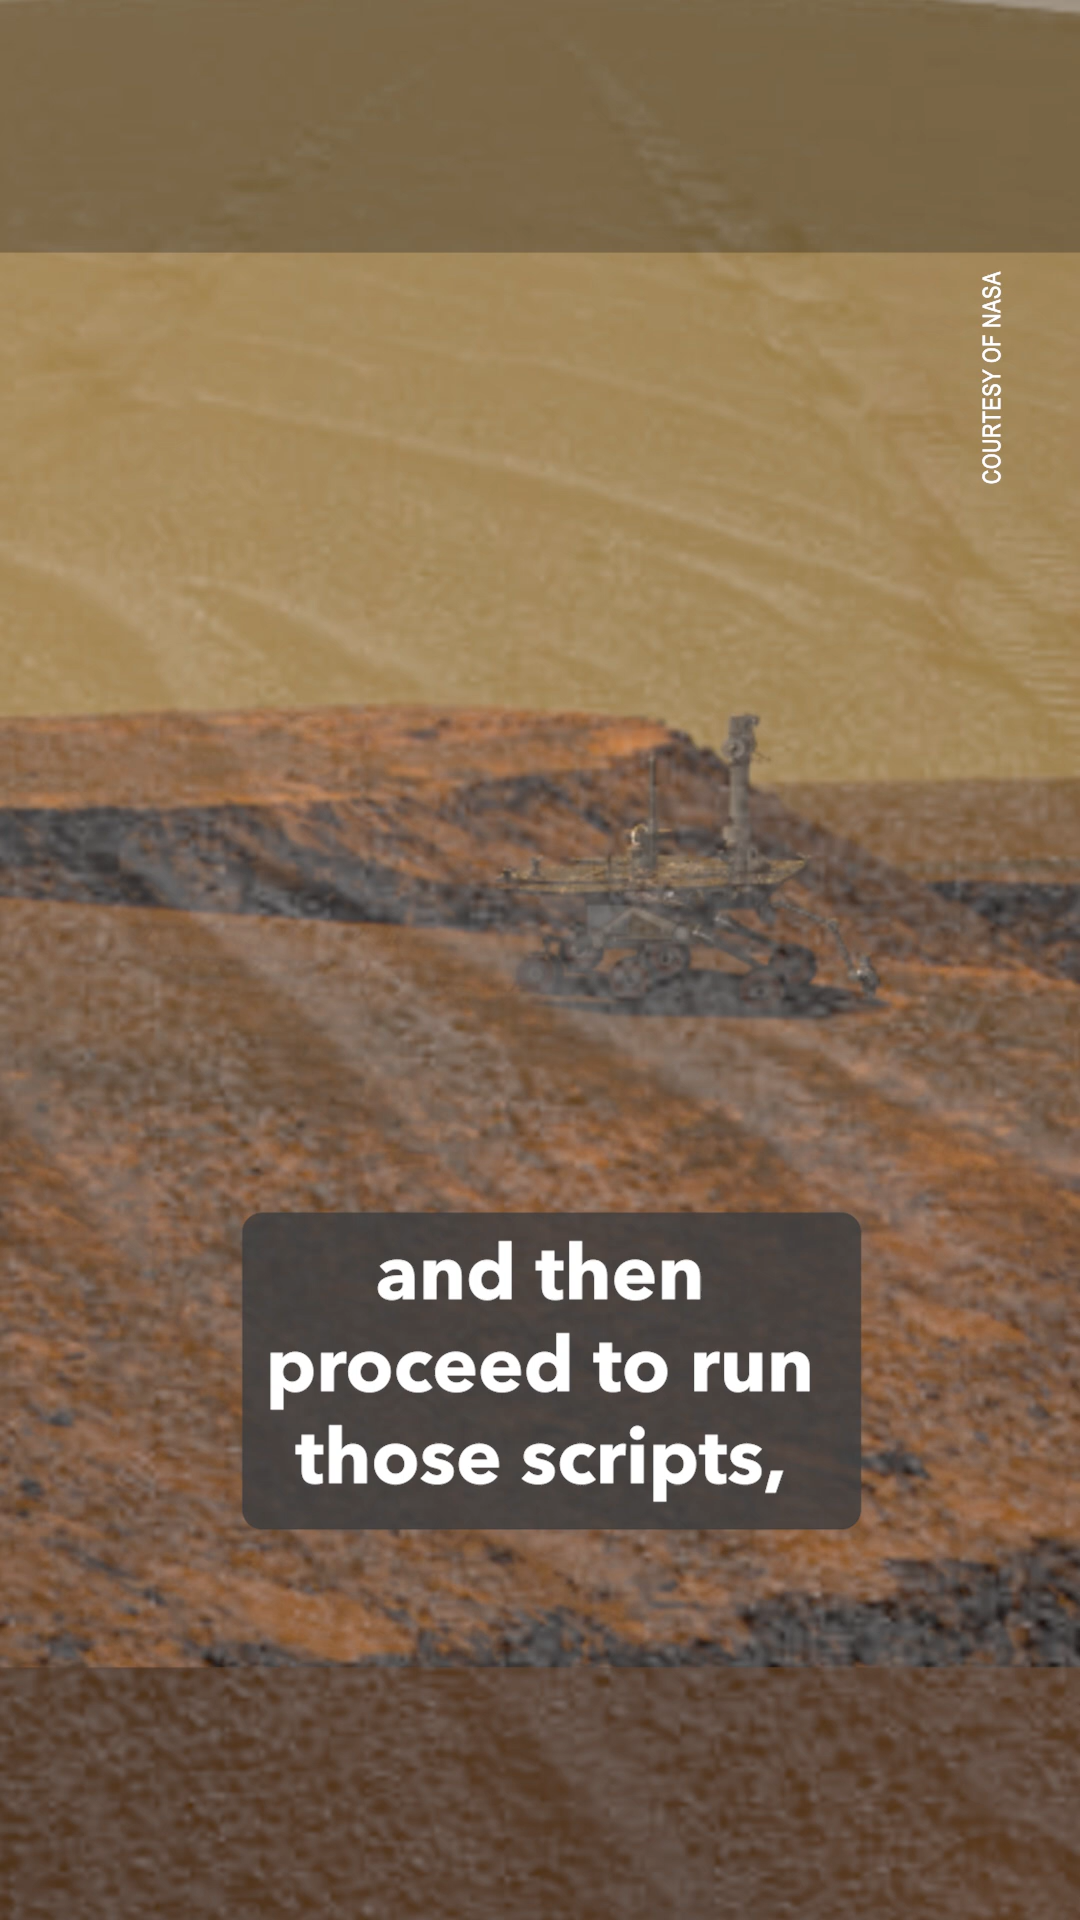 COURTESY OF NASA
and then
proceed to run
those scripts,